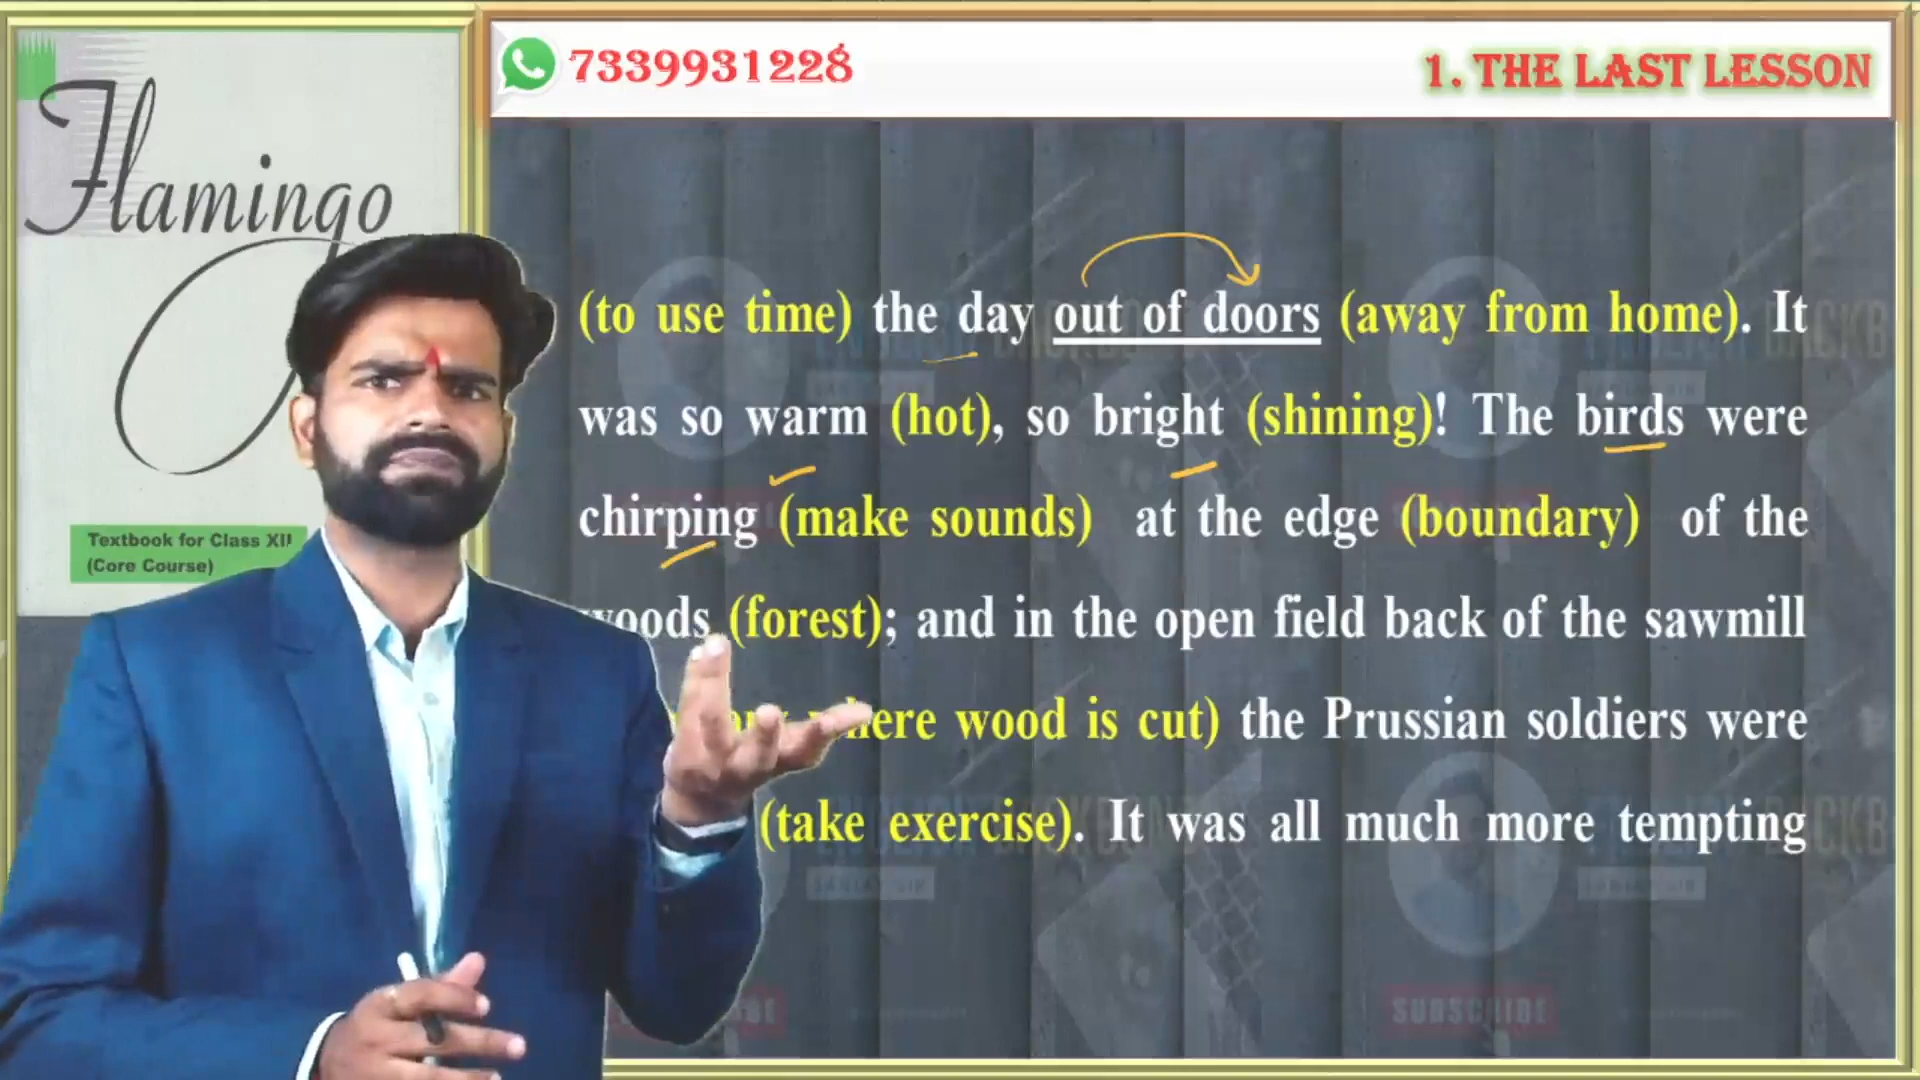 Flamingo
Textbook for Class XII
(Core Course)
7339931228
1. THE LAST LESSON
(to use time) the day out of doors (away from home). It
was so warm (hot), so bright (shining)! The birds were
chirping (make sounds) at the edge (boundary) of the
woods (forest); and in the open field back of the sawmill
where wood is cut) the Prussian soldiers were
(take exercise). It was all much more tempting
SUBSCRIBE